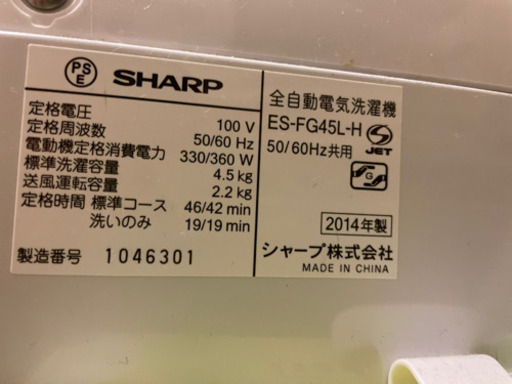 PS E SHARP
定格電圧 100 V
定格周波数 50/60 Hz
電動機定格消費電力 330/360 W
標準洗濯容量 4.5 kg
送風運転容量 2.2 kg
定格時間 標準コース 46/42 min
洗いのみ 19/19 min
製造番号 1046301
全自動電気洗濯機
ES-FG45L-H
50/60Hz共用
S JET
G
2014年製
シャープ株式会社
MADE IN CHINA